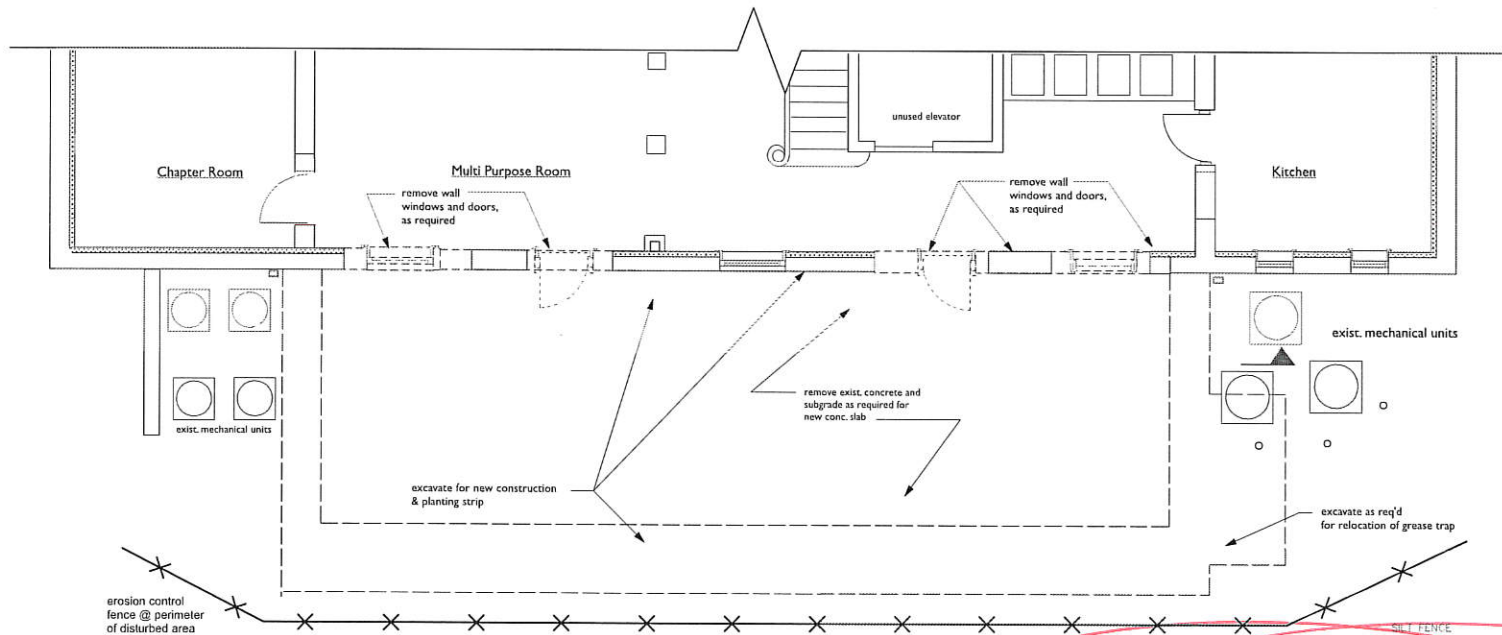 unused elevator
Chapter Room
Multi Purpose Room
Kitchen
remove wall
windows and doors,
as required
remove wall
windows and doors,
as required
exist. mechanical units
remove exist. concrete and
subgrade as required for
new conc. slab
exist. mechanical units
excavate for new construction
& planting strip
excavate as req'd
for relocation of grease trap
erosion control
fence @ perimeter
of disturbed area
SILT FENCE